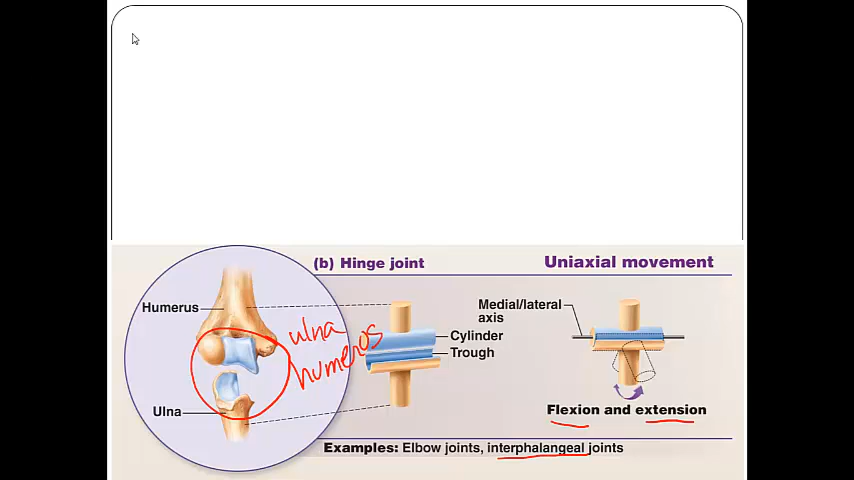 (b) Hinge joint
Uniaxial movement
Humerus
Medial/lateral
axis
ulna
humeros
Cylinder
Trough
Ulna
Flexion and extension
Examples: Elbow joints, interphalangeal joints